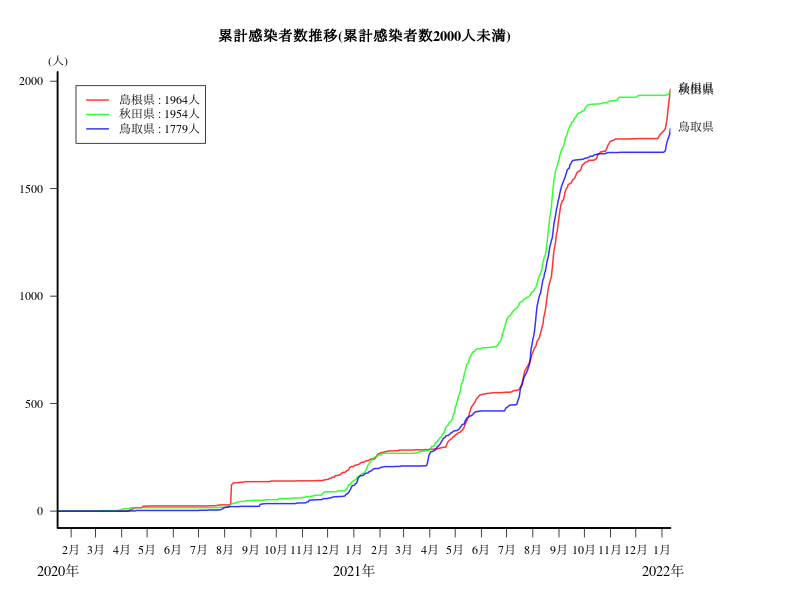 累計感染者数推移(累計感染者数2000人未満)
(人)
2000
1500
1000
500
0
島根県 : 1964人
秋田県 : 1954人
鳥取県 : 1779人
島根県
秋田県
鳥取県
2月 3月 4月 5月 6月 7月 8月 9月 10月 11月 12月 1月 2月 3月 4月 5月 6月 7月 8月 9月 10月 11月 12月 1月
2020年 2021年 2022年